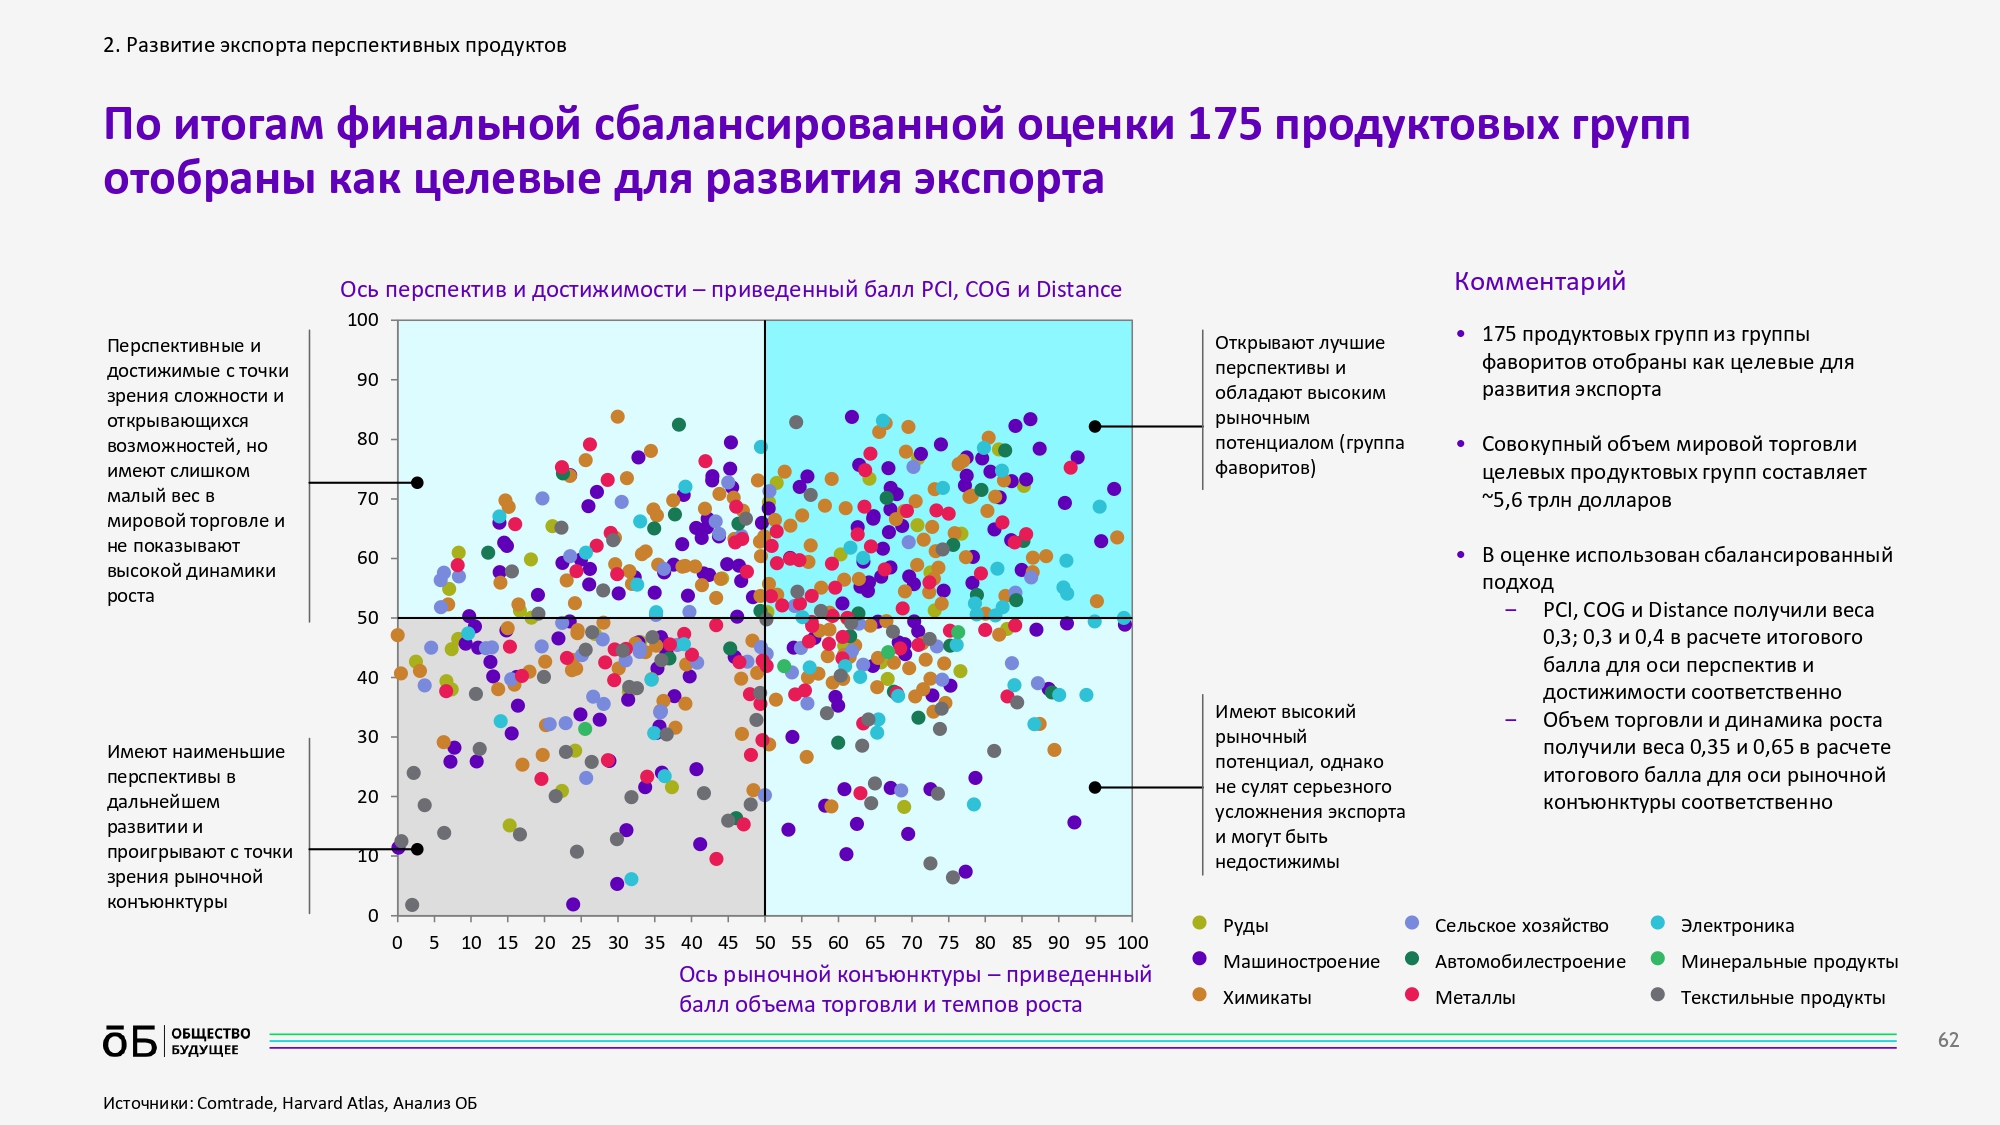 2. Развитие экспорта перспективных продуктов
По итогам финальной сбалансированной оценки 175 продуктовых групп
отобраны как целевые для развития экспорта
Ось перспектив и достижимости – приведенный балл PCI, COG и Distance
Перспективные и
достижимые с точки
зрения сложности и
открывающихся
возможностей, но
имеют слишком
малый вес в
мировой торговле и
не показывают
высокой динамики
роста
Имеют наименьшие
перспективы в
дальнейшем
развитии и
проигрывают с точки
зрения рыночной
конъюнктуры
100
90
80
70
60
50
40
30
20
10
0
0 5 10 15 20 25 30 35 40 45 50 55 60 65 70 75 80 85 90 95 100
Ось рыночной конъюнктуры – приведенный
балл объема торговли и темпов роста
Открывают лучшие
перспективы и
обладают высоким
рыночным
потенциалом (группа
фаворитов)
Имеют высокий
рыночный
потенциал, однако
не сулят серьезного
усложнения экспорта
и могут быть
недостижимы
Комментарий
• 175 продуктовых групп из группы
фаворитов отобраны как целевые для
развития экспорта
• Совокупный объем мировой торговли
целевых продуктовых групп составляет
~5,6 трлн долларов
• В оценке использован сбалансированный
подход
– PCI, COG и Distance получили веса
0,3; 0,3 и 0,4 в расчете итогового
балла для оси перспектив и
достижимости соответственно
– Объем торговли и динамика роста
получили веса 0,35 и 0,65 в расчете
итогового балла для оси рыночной
конъюнктуры соответственно
Руды
Сельское хозяйство
Электроника
Машиностроение
Автомобилестроение
Минеральные продукты
Химикаты
Металлы
Текстильные продукты
ōБ ОБЩЕСТВО
БУДУЩЕЕ
62
Источники: Comtrade, Harvard Atlas, Анализ ОБ